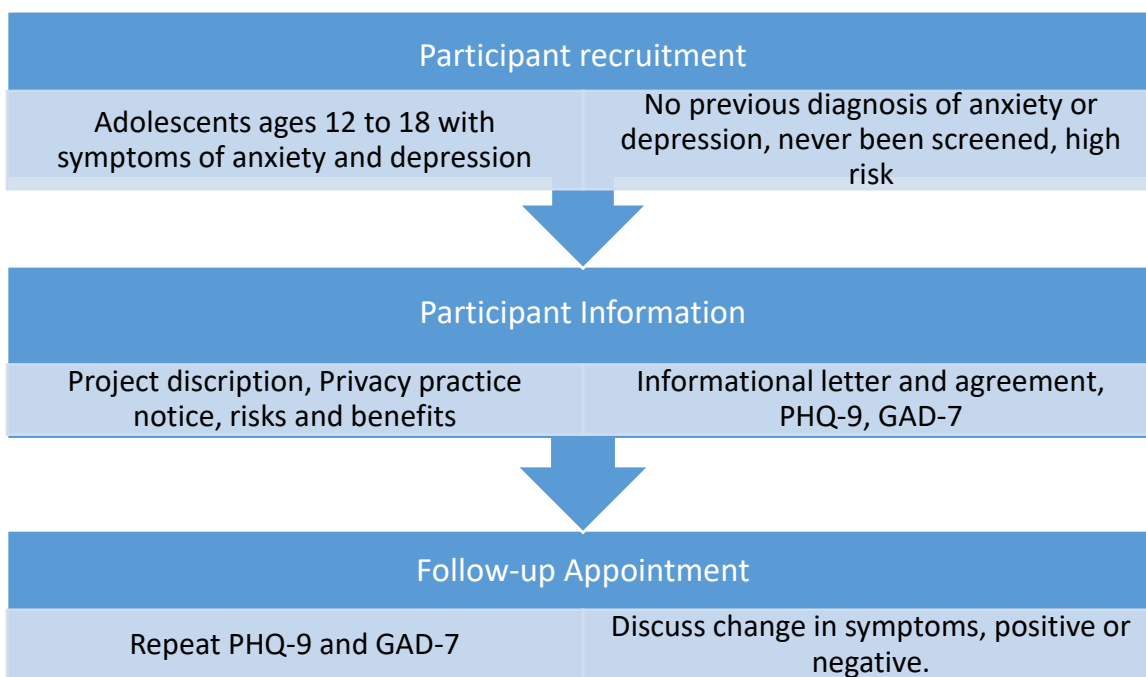 Participant recruitment
Adolescents ages 12 to 18 with
symptoms of anxiety and depression
No previous diagnosis of anxiety or
depression, never been screened, high
risk
Participant Information
Project discription, Privacy practice
notice, risks and benefits
Informational letter and agreement,
PHQ-9, GAD-7
Follow-up Appointment
Repeat PHQ-9 and GAD-7
Discuss change in symptoms, positive or
negative.